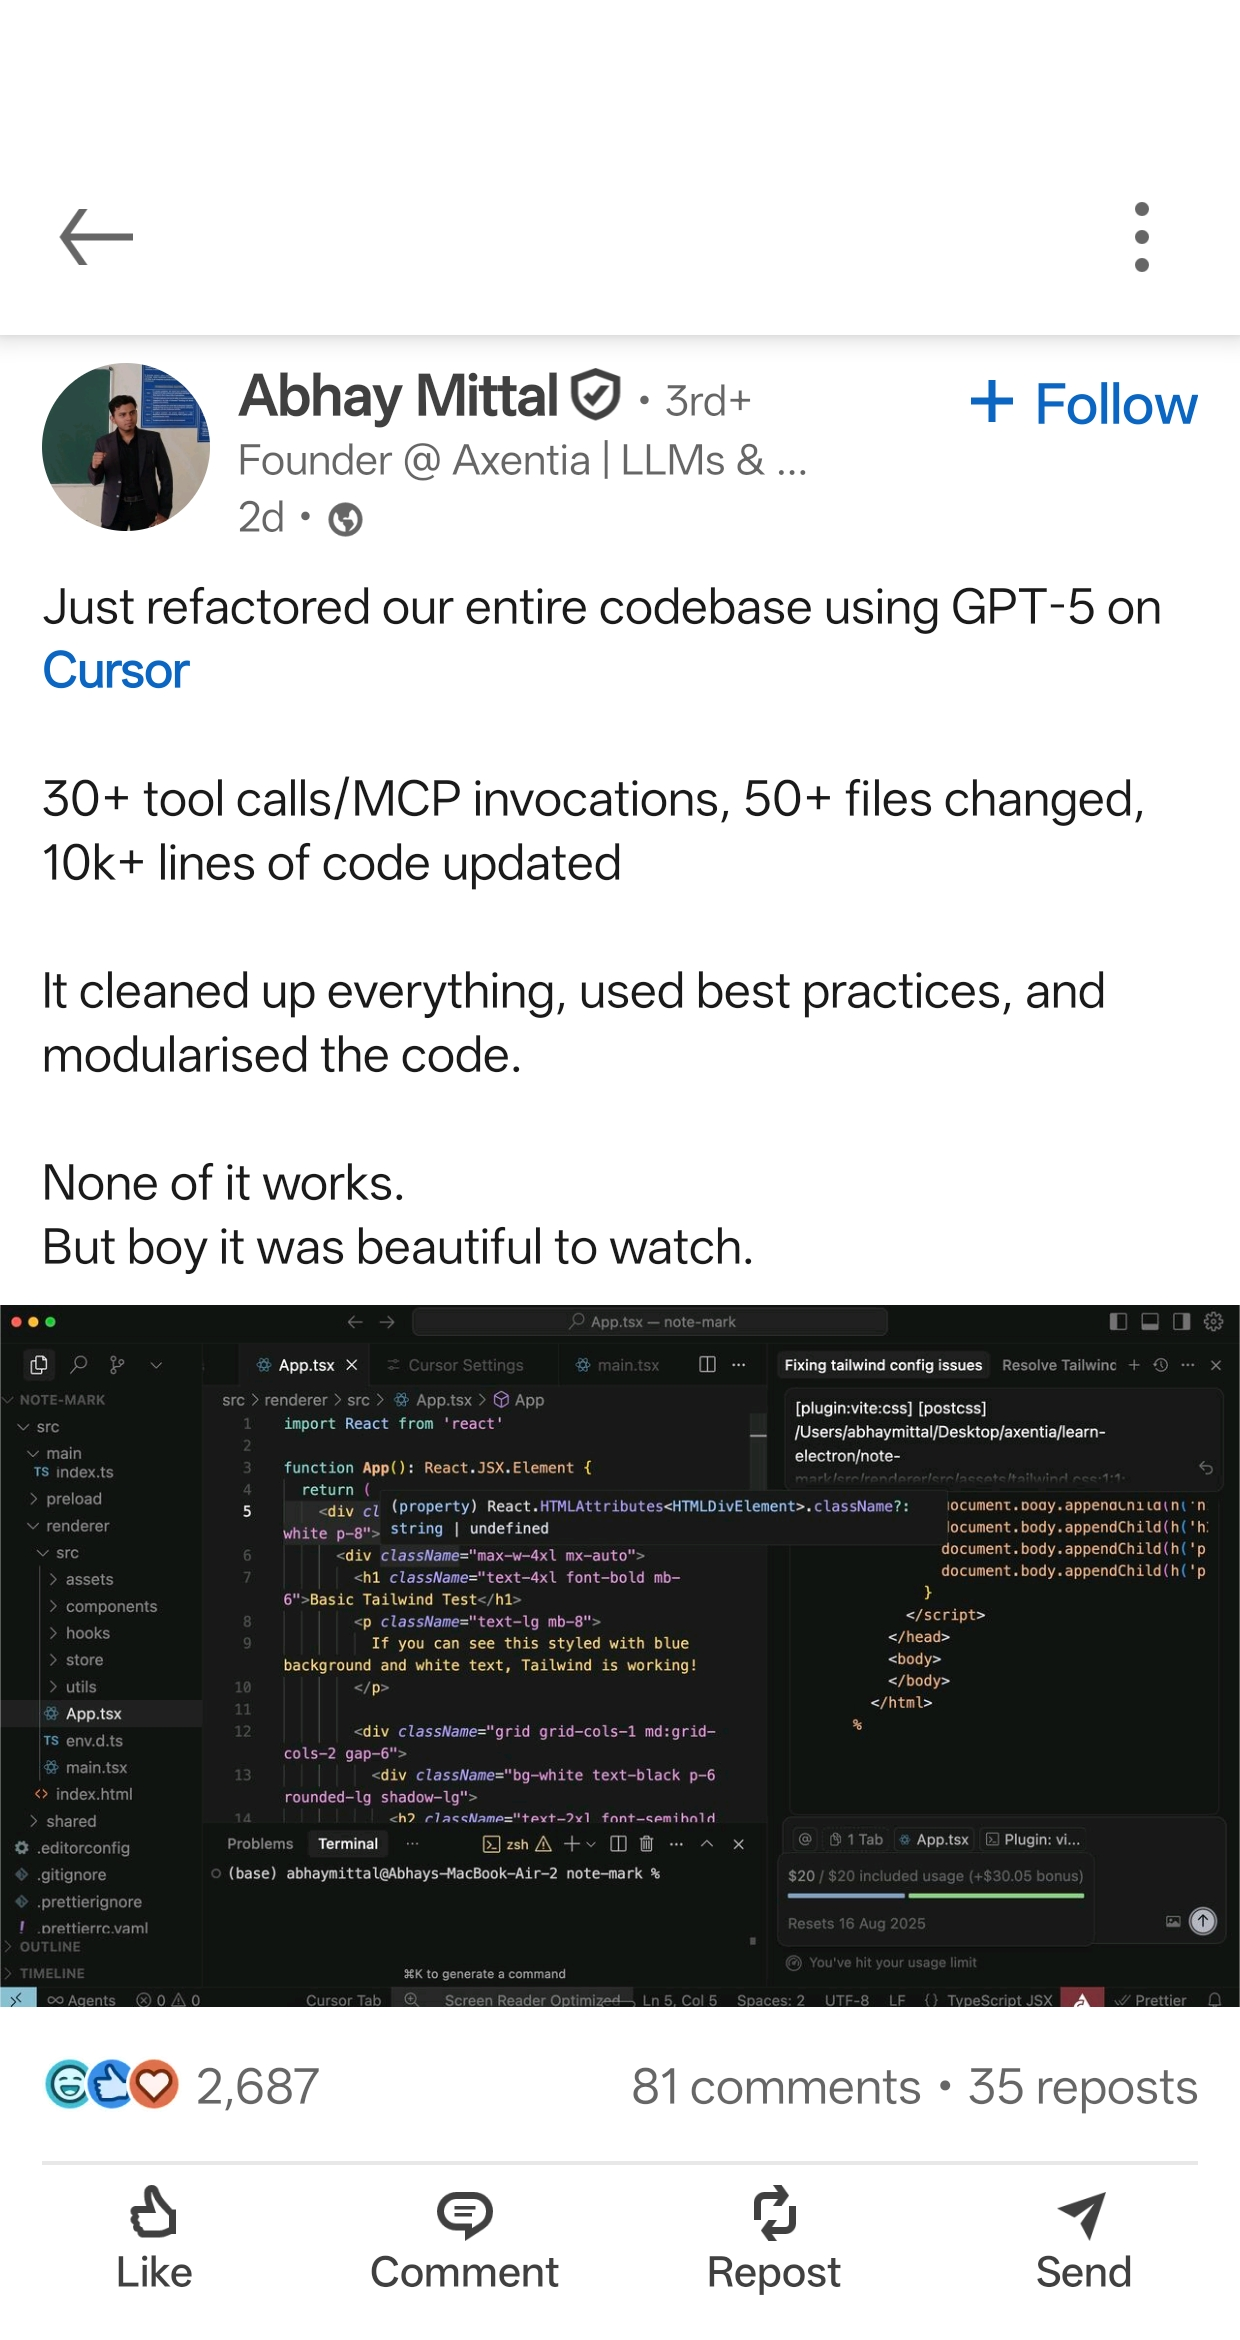 Abhay Mittal • 3rd+
+ Follow
Founder @ Axentia | LLMs & ...
2d •
Just refactored our entire codebase using GPT-5 on
Cursor
30+ tool calls/MCP invocations, 50+ files changed,
10k+ lines of code updated
It cleaned up everything, used best practices, and
modularised the code.
None of it works.
But boy it was beautiful to watch.
App.tsx — note-mark
NOTE-MARK
src
main
TS index.ts
preload
renderer
src
assets
components
hooks
store
utils
App.tsx
TS env.d.ts
main.tsx
<> index.html
shared
.editorconfig
.gitignore
.prettierignore
! .prettierrc.yaml
OUTLINE
TIMELINE
App.tsx
Cursor Settings
main.tsx
src > renderer > src > App.tsx > App
1 import React from 'react'
2
3 function App(): React.JSX.Element {
4 return (
5 <div cl
white p-8">
(property) React.HTMLAttributes<HTMLDivElement>.className?:
string | undefined
6 <div className="max-w-4xl mx-auto">
7 <h1 className="text-4xl font-bold mb-
6">Basic Tailwind Test</h1>
8 <p className="text-lg mb-8">
9 If you can see this styled with blue
background and white text, Tailwind is working!
10 </p>
11
12 <div className="grid grid-cols-1 md:grid-
cols-2 gap-6">
13 <div className="bg-white text-black p-6
rounded-lg shadow-lg">
14 <h2 className="text-2xl font-semibold
Problems Terminal ...
zsh
(base) abhaymittal@Abhays-MacBook-Air-2 note-mark %
⌘K to generate a command
Fixing tailwind config issues
Resolve Tailwinc
[plugin:vite:css] [postcss]
/Users/abhaymittal/Desktop/axentia/learn-
electron/note-
mark/src/renderer/src/assets/tailwind.css:1:1:
ocument.body.appendChild(h('h
ocument.body.appendChild(h('h
document.body.appendChild(h('p
document.body.appendChild(h('p
}
</script>
</head>
<body>
</body>
</html>
%
@ 1 Tab App.tsx Plugin: vi...
$20 / $20 included usage (+$30.05 bonus)
Resets 16 Aug 2025
You've hit your usage limit
Agents 0 0
Cursor Tab
Screen Reader Optimized
Ln 5, Col 5
Spaces: 2
UTF-8
LF
{} TypeScript JSX
Prettier
2,687
81 comments • 35 reposts
Like
Comment
Repost
Send